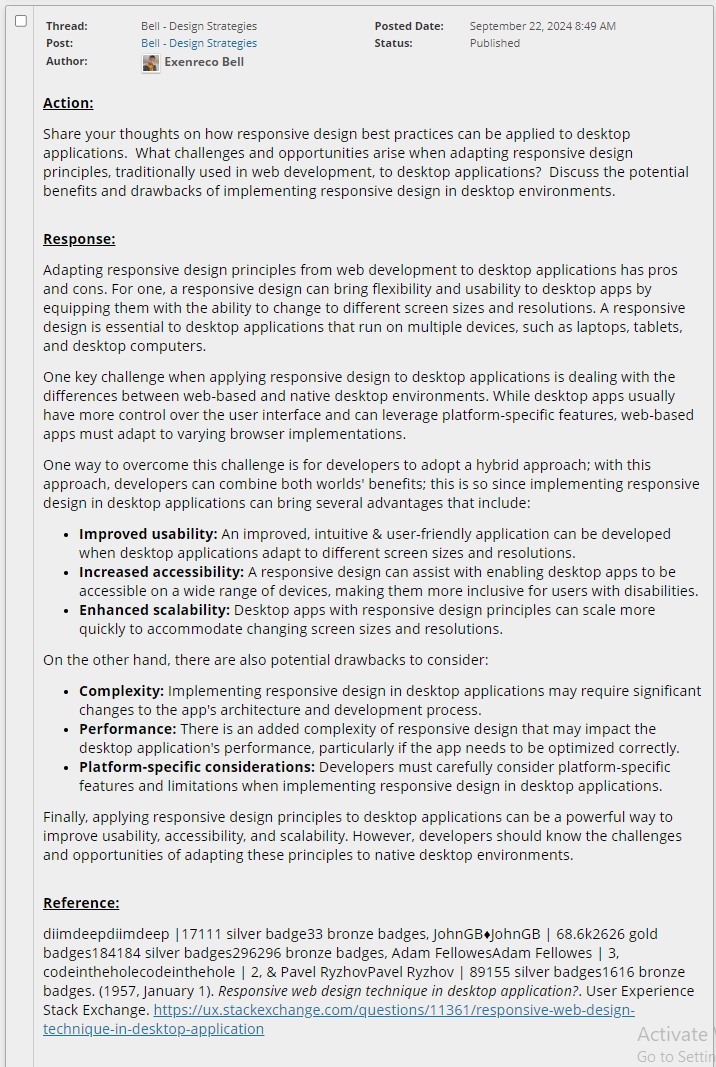 Thread: Bell - Design Strategies Posted Date: September 22, 2024 8:49 AM
Post: Bell - Design Strategies Status: Published
Author: Exenreco Bell
Action:
Share your thoughts on how responsive design best practices can be applied to desktop
applications.  What challenges and opportunities arise when adapting responsive design
principles, traditionally used in web development, to desktop applications?  Discuss the potential
benefits and drawbacks of implementing responsive design in desktop environments.
Response:
Adapting responsive design principles from web development to desktop applications has pros
and cons. For one, a responsive design can bring flexibility and usability to desktop apps by
equipping them with the ability to change to different screen sizes and resolutions. A responsive
design is essential to desktop applications that run on multiple devices, such as laptops, tablets,
and desktop computers.
One key challenge when applying responsive design to desktop applications is dealing with the
differences between web-based and native desktop environments. While desktop apps usually
have more control over the user interface and can leverage platform-specific features, web-based
apps must adapt to varying browser implementations.
One way to overcome this challenge is for developers to adopt a hybrid approach; with this
approach, developers can combine both worlds' benefits; this is so since implementing responsive
design in desktop applications can bring several advantages that include:
• Improved usability: An improved, intuitive & user-friendly application can be developed
when desktop applications adapt to different screen sizes and resolutions.
• Increased accessibility: A responsive design can assist with enabling desktop apps to be
accessible on a wide range of devices, making them more inclusive for users with disabilities.
• Enhanced scalability: Desktop apps with responsive design principles can scale more
quickly to accommodate changing screen sizes and resolutions.
On the other hand, there are also potential drawbacks to consider:
• Complexity: Implementing responsive design in desktop applications may require significant
changes to the app's architecture and development process.
• Performance: There is an added complexity of responsive design that may impact the
desktop application's performance, particularly if the app needs to be optimized correctly.
• Platform-specific considerations: Developers must carefully consider platform-specific
features and limitations when implementing responsive design in desktop applications.
Finally, applying responsive design principles to desktop applications can be a powerful way to
improve usability, accessibility, and scalability. However, developers should know the challenges
and opportunities of adapting these principles to native desktop environments.
Reference:
diimdeepdiimdeep |17111 silver badge33 bronze badges, JohnGB♦JohnGB | 68.6k2626 gold
badges184184 silver badges296296 bronze badges, Adam FellowesAdam Fellowes | 3,
codeintheholecodeinthehole | 2, & Pavel RyzhovPavel Ryzhov | 89155 silver badges1616 bronze
badges. (1957, January 1). Responsive web design technique in desktop application?. User Experience
Stack Exchange. https://ux.stackexchange.com/questions/11361/responsive-web-design-
technique-in-desktop-application
Activate
Go to Settin